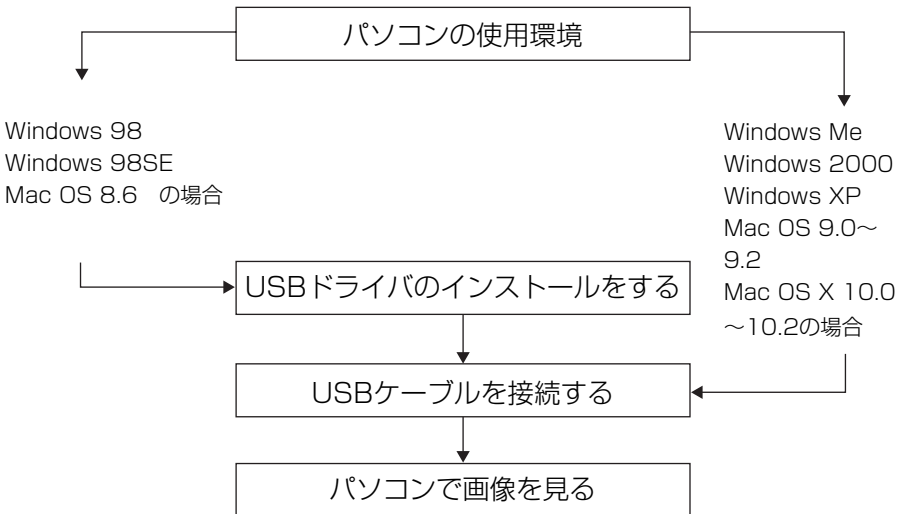 パソコンの使用環境
Windows 98
Windows 98SE
Mac OS 8.6 の場合
Windows Me
Windows 2000
Windows XP
Mac OS 9.0〜
9.2
Mac OS X 10.0
〜10.2の場合
USBドライバのインストールをする
USBケーブルを接続する
パソコンで画像を見る